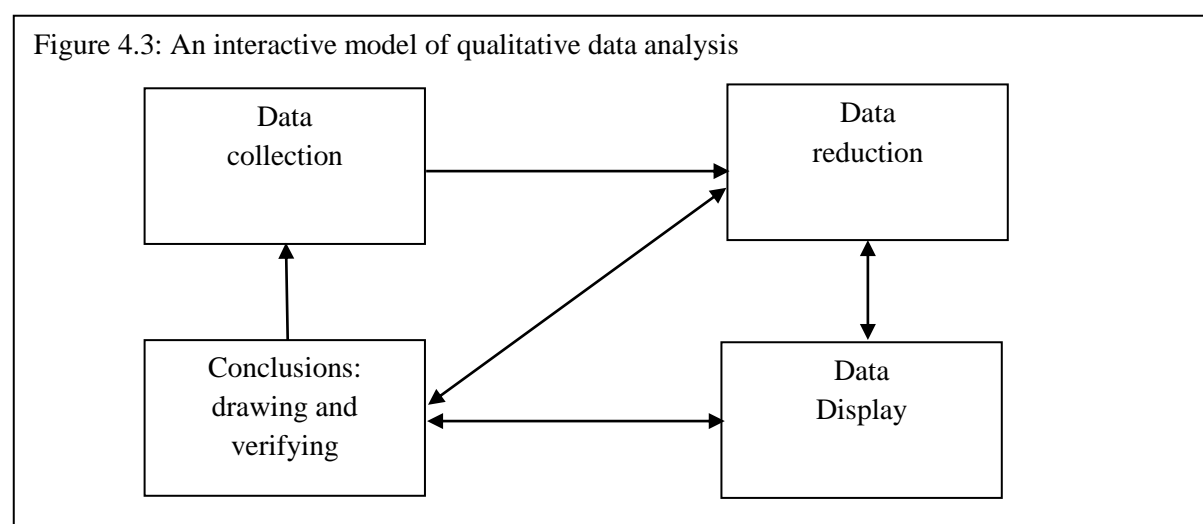 Figure 4.3: An interactive model of qualitative data analysis
Data
collection
Data
reduction
Conclusions:
drawing and
verifying
Data
Display